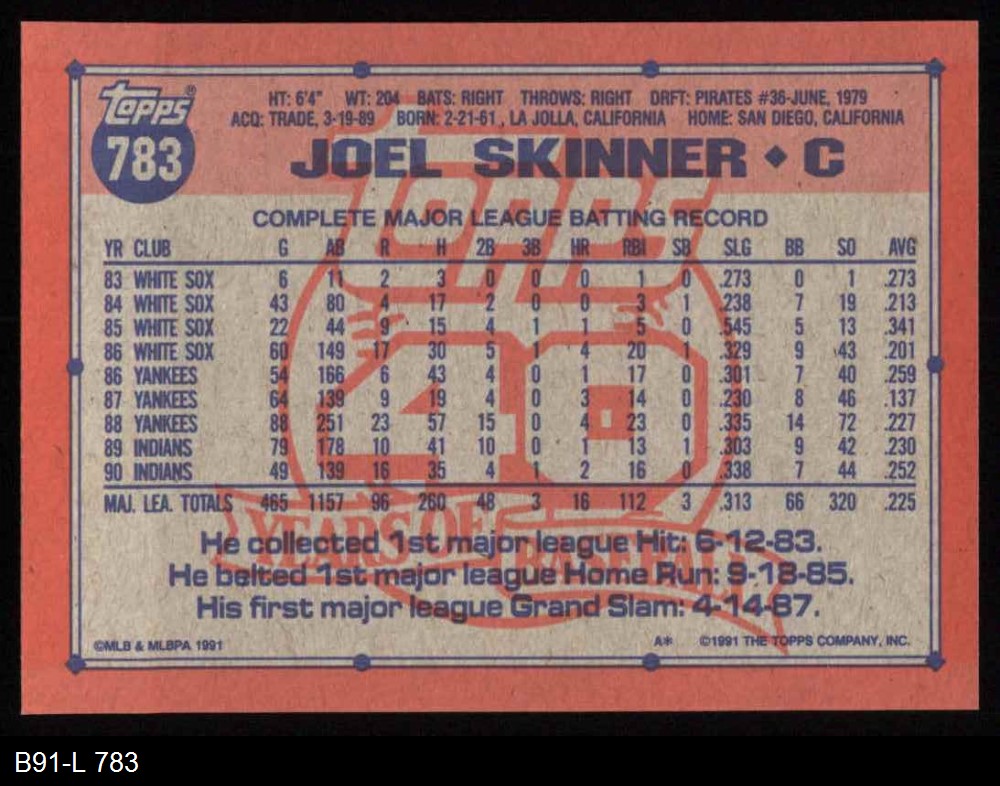 Topps®
783
HT: 6'4" WT: 204 BATS: RIGHT THROWS: RIGHT DRFT: PIRATES #36-JUNE, 1979
ACQ: TRADE, 3-19-89 BORN: 2-21-61, LA JOLLA, CALIFORNIA HOME: SAN DIEGO, CALIFORNIA
JOEL SKINNER ♦ C
Topps
40
YEARS OF
BASEBALL
COMPLETE MAJOR LEAGUE BATTING RECORD
YR CLUB G AB R H 2B 3B HR RBI SB SLG BB SO AVG
83 WHITE SOX 6 11 2 3 0 0 0 1 0 .273 0 1 .273
84 WHITE SOX 43 80 4 17 2 0 0 3 1 .238 7 19 .213
85 WHITE SOX 22 44 9 15 4 1 1 5 0 .545 5 13 .341
86 WHITE SOX 60 149 17 30 5 1 4 20 1 .329 9 43 .201
86 YANKEES 54 166 6 43 4 0 1 17 0 .301 7 40 .259
87 YANKEES 64 139 9 19 4 0 3 14 0 .230 8 46 .137
88 YANKEES 88 251 23 57 15 0 4 23 0 .335 14 72 .227
89 INDIANS 79 178 10 41 10 0 1 13 1 .303 9 42 .230
90 INDIANS 49 139 16 35 4 1 2 16 0 .338 7 44 .252
MAJ. LEA. TOTALS 465 1157 96 260 48 3 16 112 3 .313 66 320 .225
He collected 1st major league Hit: 6-12-83.
He belted 1st major league Home Run: 9-18-85.
His first major league Grand Slam: 4-14-87.
©MLB & MLBPA 1991 A* ©1991 THE TOPPS COMPANY, INC.
B91-L 783